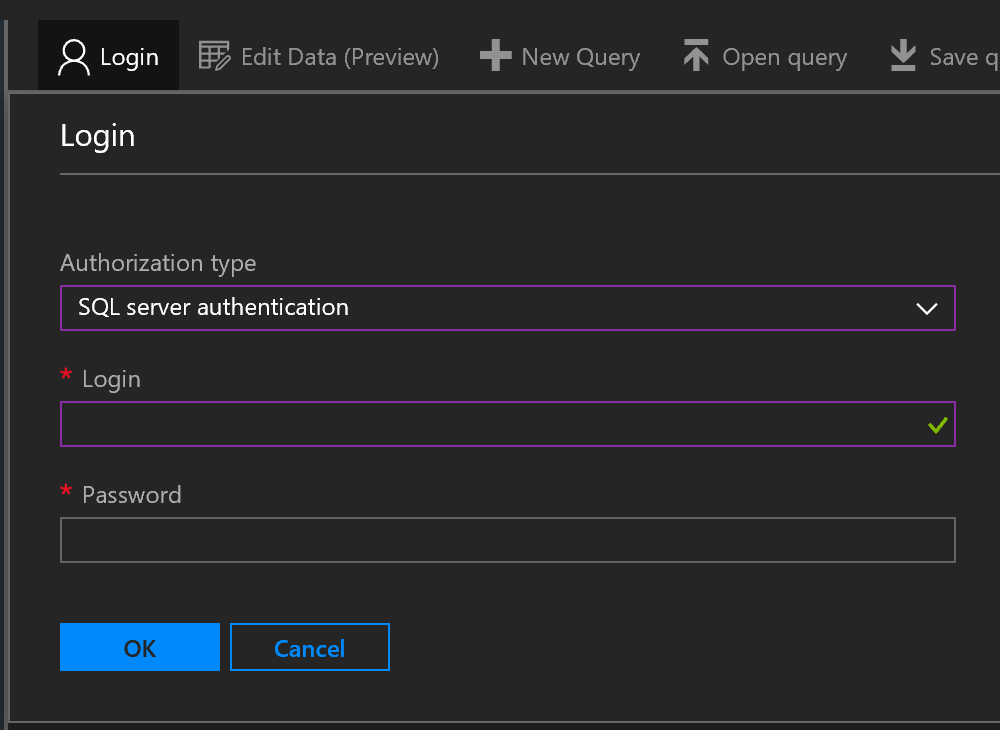 Login Edit Data (Preview) New Query Open query Save q
Login
Authorization type
SQL server authentication
* Login
* Password
OK Cancel